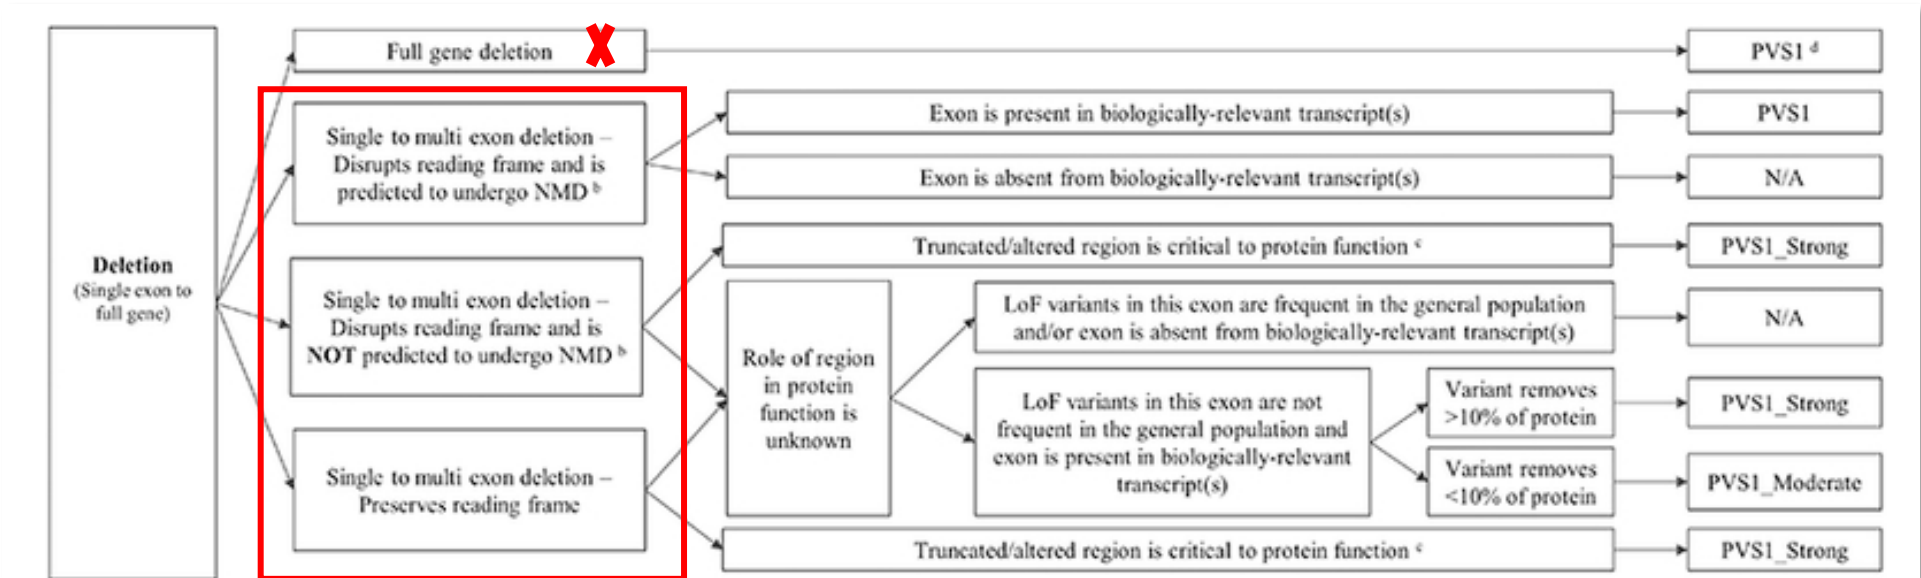 Deletion
(Single exon to
full gene)
Full gene deletion
PVS1 d
Single to multi exon deletion –
Disrupts reading frame and is
predicted to undergo NMD b
Exon is present in biologically-relevant transcript(s)
PVS1
Exon is absent from biologically-relevant transcript(s)
N/A
Single to multi exon deletion –
Disrupts reading frame and is
NOT predicted to undergo NMD b
Truncated/altered region is critical to protein function c
PVS1_Strong
Role of region
in protein
function is
unknown
LoF variants in this exon are frequent in the general population
and/or exon is absent from biologically-relevant transcript(s)
N/A
LoF variants in this exon are not
frequent in the general population and
exon is present in biologically-relevant
transcript(s)
Variant removes
>10% of protein
PVS1_Strong
Variant removes
<10% of protein
PVS1_Moderate
Single to multi exon deletion –
Preserves reading frame
Truncated/altered region is critical to protein function c
PVS1_Strong